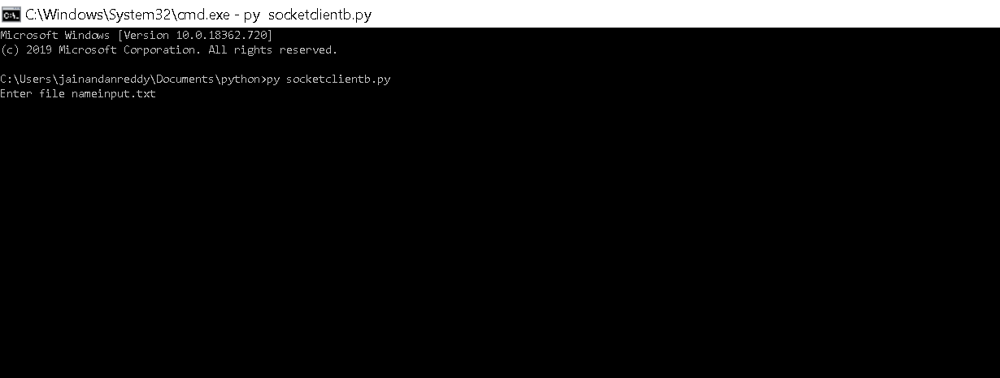 C:\Windows\System32\cmd.exe - py  socketclientb.py
Microsoft Windows [Version 10.0.18362.720]
(c) 2019 Microsoft Corporation. All rights reserved.
C:\Users\jainandanreddy\Documents\python>py socketclientb.py
Enter file nameinput.txt